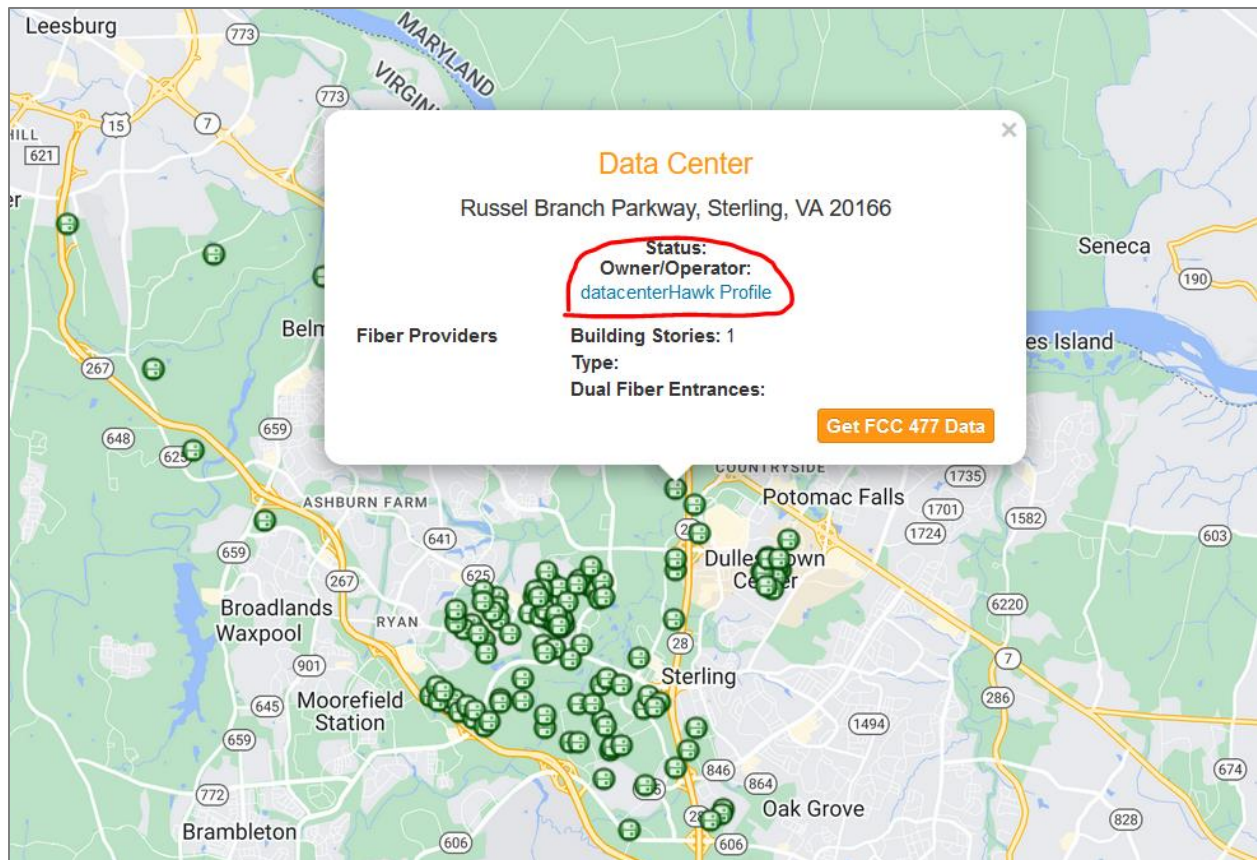 Leesburg
773
MARYLAND
VIRGIN
773
15
7
HILL
621
er
Data Center
×
Russel Branch Parkway, Sterling, VA 20166
Status:
Owner/Operator:
datacenterHawk Profile
Fiber Providers
Building Stories: 1
Type:
Dual Fiber Entrances:
Get FCC 477 Data
Seneca
190
Belm
es Island
267
648
625
659
COUNTRYSIDE
1735
ASHBURN FARM
Potomac Falls
1701
1582
28
1724
603
641
659
Dulles Town
Center
267
625
Broadlands
6220
Waxpool
RYAN
28
7
901
Sterling
286
645
Moorefield
Station
1494
659
846
864
674
772
Oak Grove
28
828
Brambleton
606
606